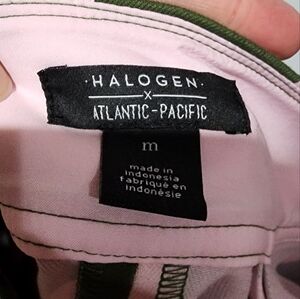 ·HALOGEN·
×
ATLANTIC-PACIFIC
m
made in
indonesia
fabriqué en
indonésie